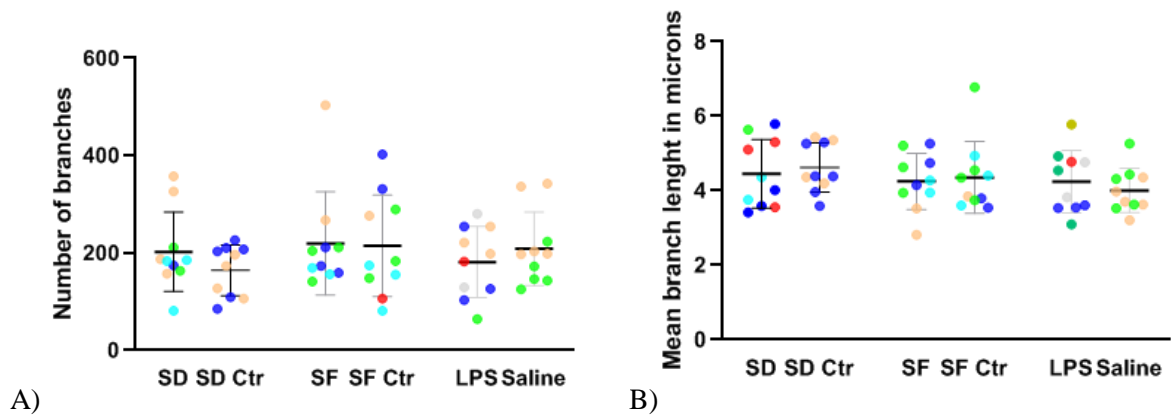 Number of branches
600
400
200
0
SD SD Ctr SF SF Ctr LPS Saline
A)
Mean branch lenght in microns
8
6
4
2
0
SD SD Ctr SF SF Ctr LPS Saline
B)